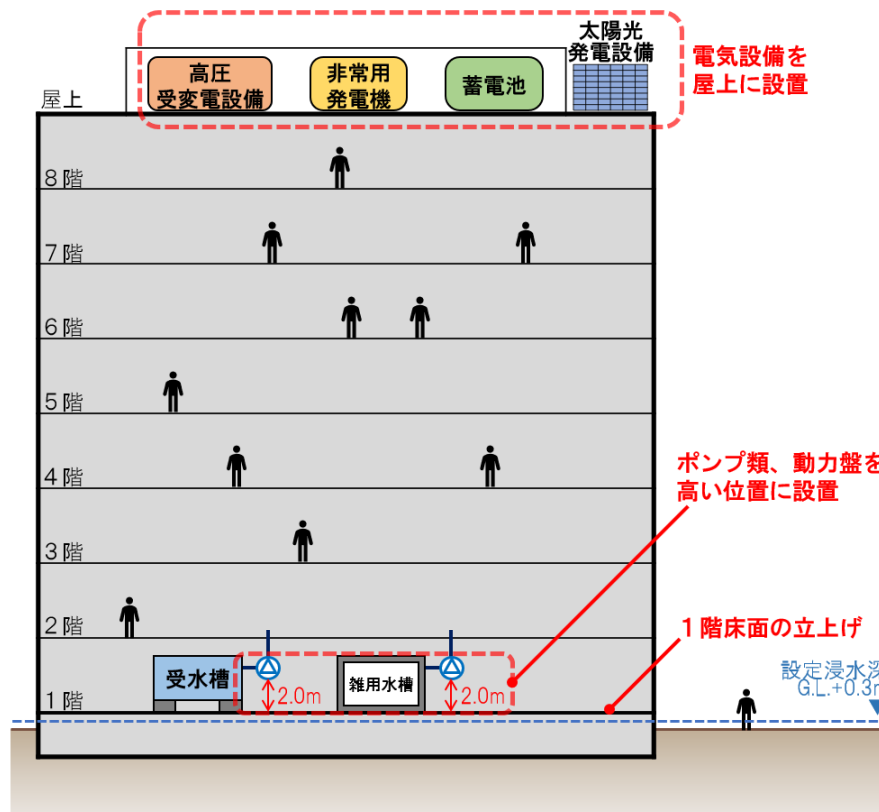 太陽光
発電設備
電気設備を
屋上に設置
高圧
受変電設備
非常用
発電機
蓄電池
屋上
8階
7階
6階
5階
4階
ポンプ類、動力盤を
高い位置に設置
3階
2階
1階床面の立上げ
受水槽
2.0m
雑用水槽
2.0m
設定浸水深
G.L.+0.3m
1階